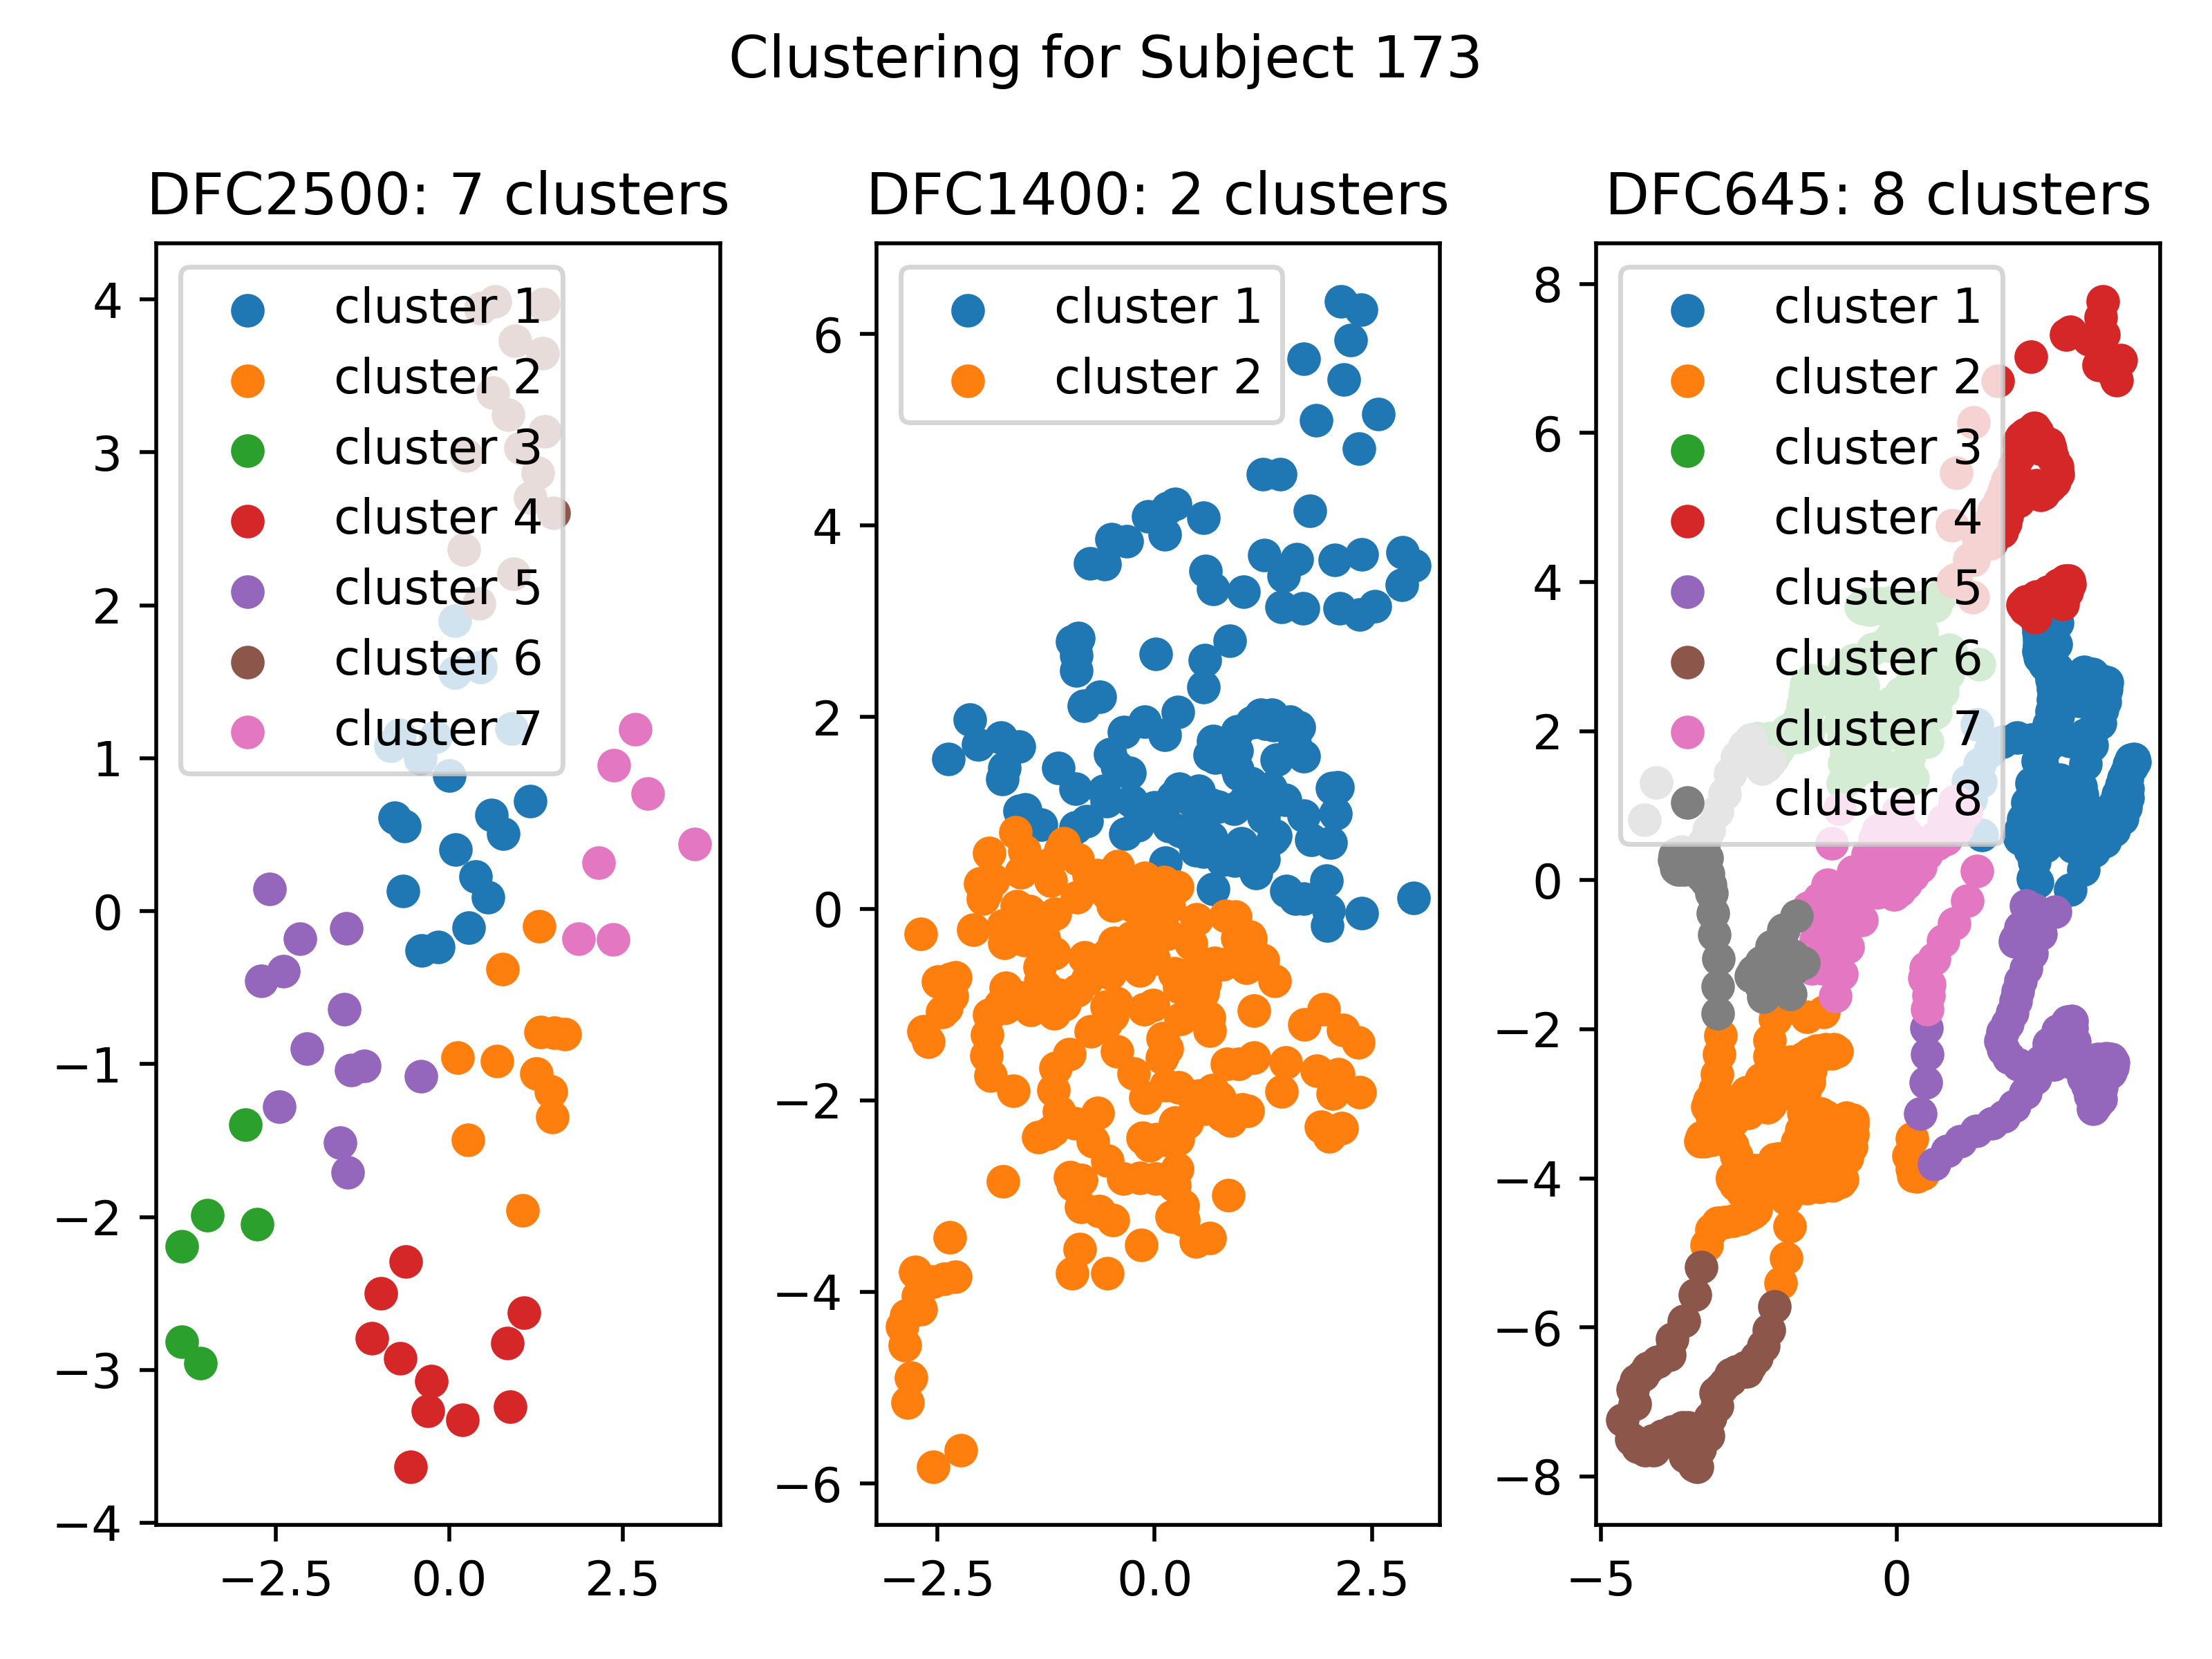 Clustering for Subject 173
DFC2500: 7 clusters
cluster 1
cluster 2
cluster 3
cluster 4
cluster 5
cluster 6
cluster 7
4
3
2
1
0
−1
−2
−3
−4
−2.5 0.0 2.5
DFC1400: 2 clusters
cluster 1
cluster 2
6
4
2
0
−2
−4
−6
−2.5 0.0 2.5
DFC645: 8 clusters
cluster 1
cluster 2
cluster 3
cluster 4
cluster 5
cluster 6
cluster 7
cluster 8
8
6
4
2
0
−2
−4
−6
−8
−5 0